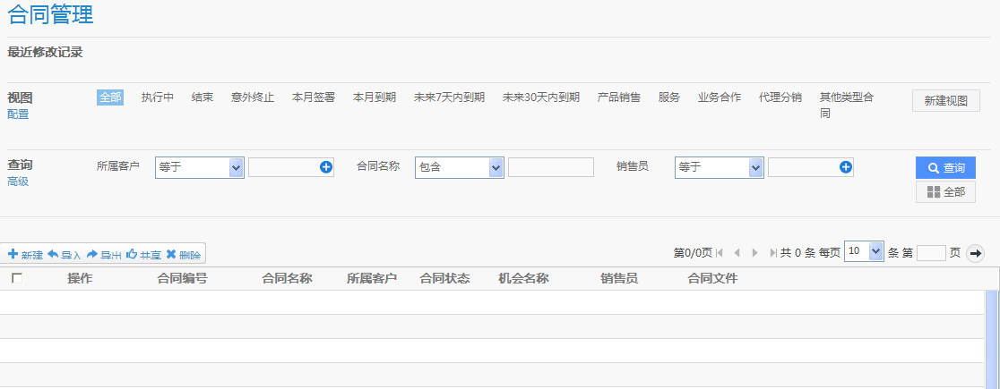 合同管理
最近修改记录
视图 全部 执行中 结束 意外终止 本月签署 本月到期 未来7天内到期 未来30天内到期 产品销售 服务 业务合作 代理分销 其他类型合 新建视图
配置 同
查询 所属客户 等于 合同名称 包含 销售员 等于 查询
高级 全部
新建 导入 导出 共享 删除 第0/0页 共 0 条 每页 10 条 第 页
操作 合同编号 合同名称 所属客户 合同状态 机会名称 销售员 合同文件